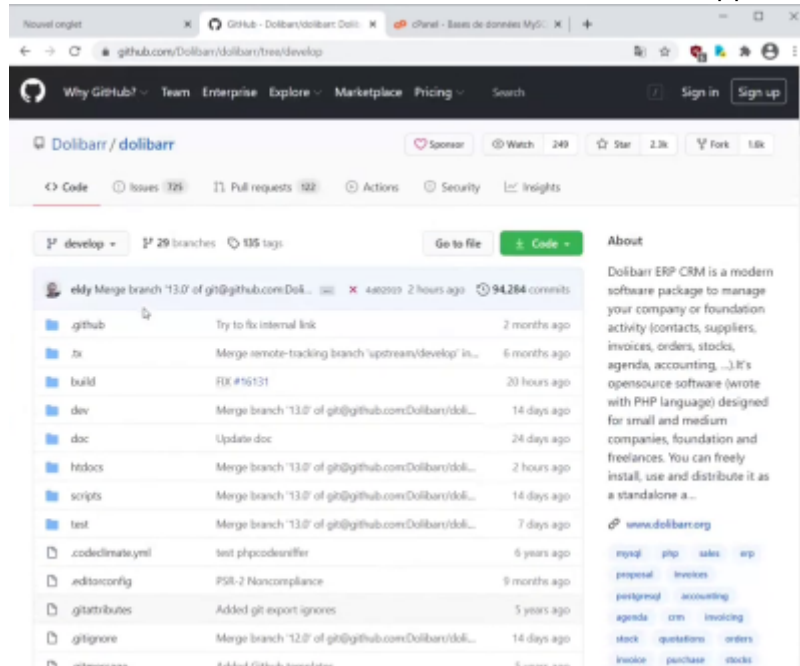 Nouvel onglet GitHub - Dolibarr/dolibarr: Dolib cPanel - Bases de données MySQ
github.com/Dolibarr/dolibarr/tree/develop
Why GitHub? Team Enterprise Explore Marketplace Pricing Search / Sign in Sign up
Dolibarr / dolibarr Sponsor Watch 249 Star 2.3k Fork 1.6k
Code Issues 725 Pull requests 122 Actions Security Insights
develop 29 branches 135 tags Go to file Code
About
eldy Merge branch '13.0' of git@github.com:Doli... 2 hours ago 94,284 commits
.github Try to fix internal link 2 months ago
.tx Merge remote-tracking branch 'upstream/develop' in... 6 months ago
build FIX #16131 20 hours ago
dev Merge branch '13.0' of git@github.com:Dolibarr/doli... 14 days ago
doc Update doc 24 days ago
htdocs Merge branch '13.0' of git@github.com:Dolibarr/doli... 2 hours ago
scripts Merge branch '13.0' of git@github.com:Dolibarr/doli... 14 days ago
test Merge branch '13.0' of git@github.com:Dolibarr/doli... 7 days ago
.codeclimate.yml test phpcodesniffer 6 years ago
.editorconfig PSR-2 Noncompliance 9 months ago
.gitattributes Added git export ignores 5 years ago
.gitignore Merge branch '12.0' of git@github.com:Dolibarr/doli... 14 days ago
Dolibarr ERP CRM is a modern
software package to manage
your company or foundation
activity (contacts, suppliers,
invoices, orders, stocks,
agenda, accounting, ...).It's
opensource software (wrote
with PHP language) designed
for small and medium
companies, foundation and
freelances. You can freely
install, use and distribute it as
a standalone a...
www.dolibarr.org
mysql php sales erp
proposal invoices
postgresql accounting
agenda crm invoicing
stock quotations orders
invoice purchase stocks